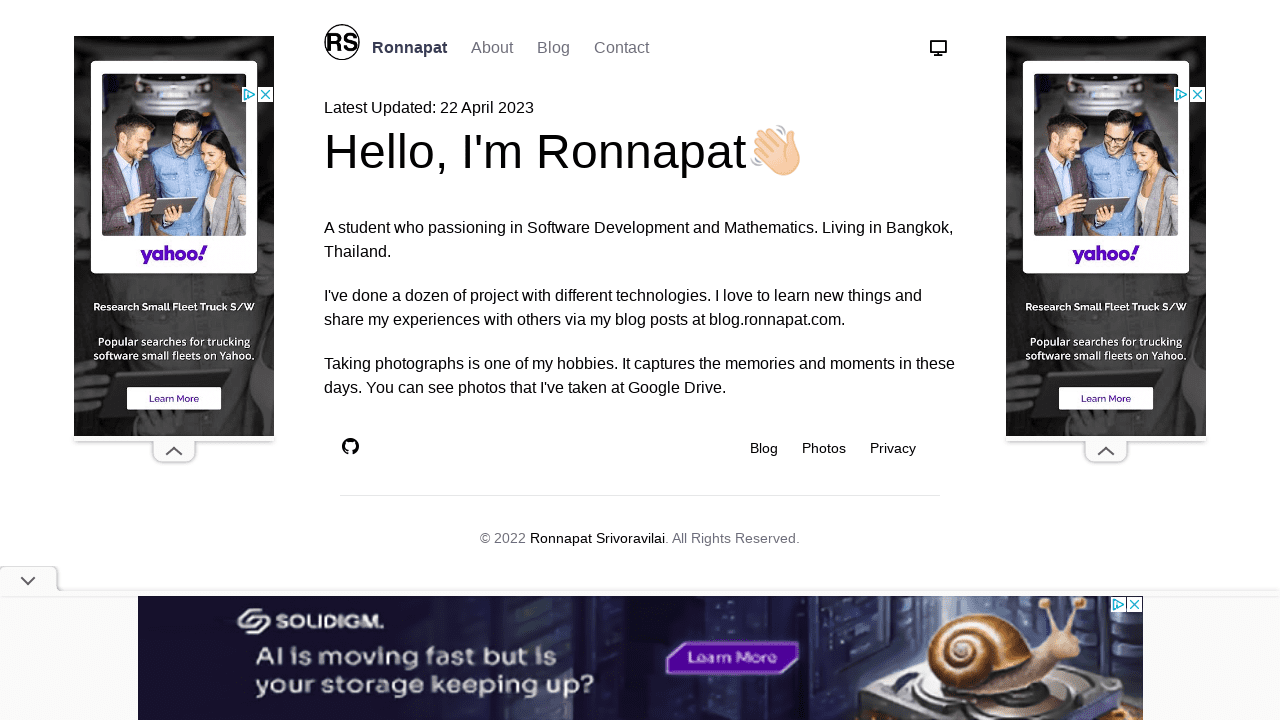 RS Ronnapat About Blog Contact
Latest Updated: 22 April 2023
Hello, I'm Ronnapat👋🏻
A student who passioning in Software Development and Mathematics. Living in Bangkok,
Thailand.
I've done a dozen of project with different technologies. I love to learn new things and
share my experiences with others via my blog posts at blog.ronnapat.com.
Taking photographs is one of my hobbies. It captures the memories and moments in these
days. You can see photos that I've taken at Google Drive.
Blog Photos Privacy
© 2022 Ronnapat Srivoravilai. All Rights Reserved.
yahoo!
Research Small Fleet Truck S/W
Popular searches for trucking
software small fleets on Yahoo.
Learn More
yahoo!
Research Small Fleet Truck S/W
Popular searches for trucking
software small fleets on Yahoo.
Learn More
SOLIDIGM.
AI is moving fast but is
your storage keeping up?
Learn More